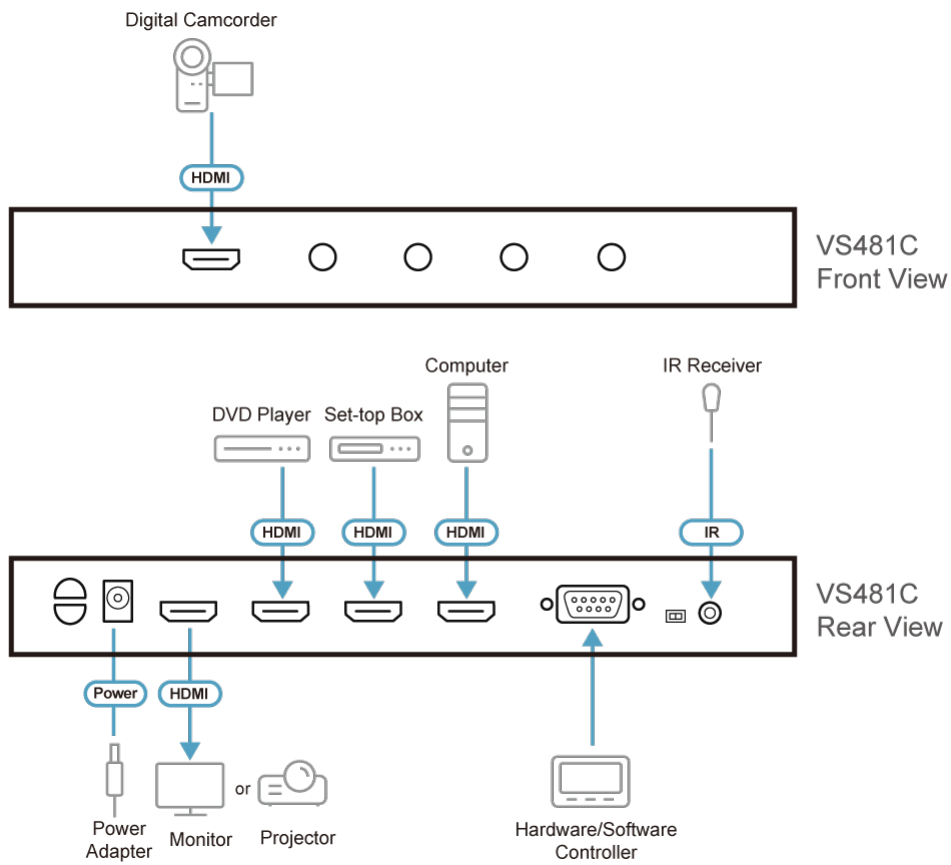 Digital Camcorder
HDMI
VS481C
Front View
Computer
IR Receiver
DVD Player
Set-top Box
HDMI
HDMI
HDMI
IR
VS481C
Rear View
Power
HDMI
or
Power
Adapter
Monitor
Projector
Hardware/Software
Controller